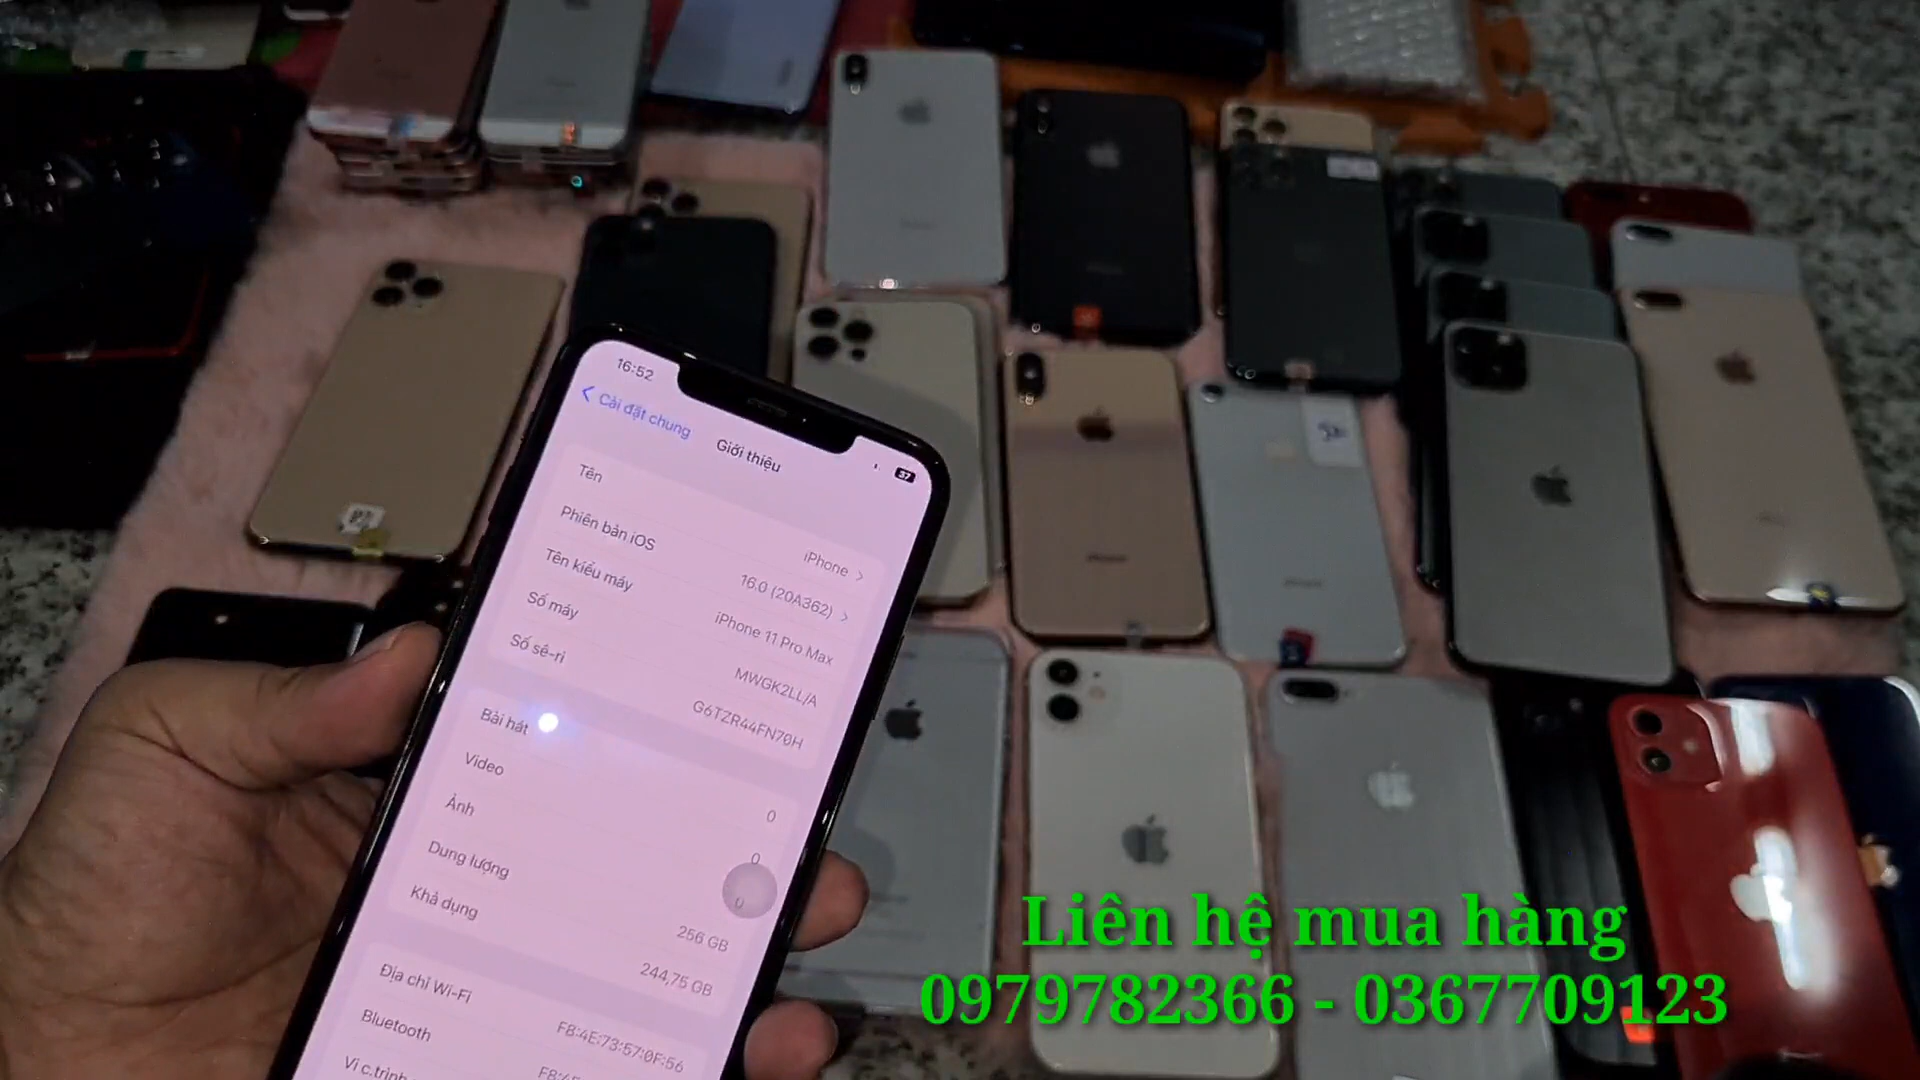 16:52
37
Cài đặt chung
Giới thiệu
Tên
iPhone
Phiên bản iOS
16.0 (20A362)
Tên kiểu máy
iPhone 11 Pro Max
Số máy
MWGK2LL/A
Số sê-ri
G6TZR44FN70H
Bài hát
0
Video
0
Ảnh
0
Dung lượng
256 GB
Khả dụng
244,75 GB
Địa chỉ Wi-Fi
F8:4E:73:57:0F:56
Bluetooth
Liên hệ mua hàng
0979782366 - 0367709123